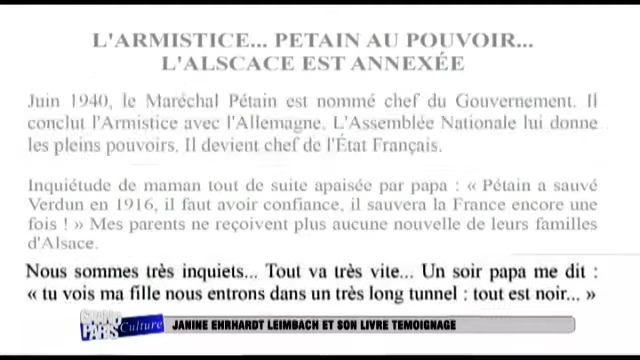 L'ARMISTICE... PETAIN AU POUVOIR...
L'ALSCACE EST ANNEXÉE
Juin 1940, le Maréchal Pétain est nommé chef du Gouvernement. Il
conclut l'Armistice avec l'Allemagne. L'Assemblée Nationale lui donne
les pleins pouvoirs. Il devient chef de l'État Français.
Inquiétude de maman tout de suite apaisée par papa : « Pétain a sauvé
Verdun en 1916, il faut avoir confiance, il sauvera la France encore une
fois ! » Mes parents ne reçoivent plus aucune nouvelle de leurs familles
d'Alsace.
Nous sommes très inquiets... Tout va très vite... Un soir papa me dit :
« tu vois ma fille nous entrons dans un très long tunnel : tout est noir... »
GRAND PARIS Culture JANINE EHRHARDT LEIMBACH ET SON LIVRE TEMOIGNAGE